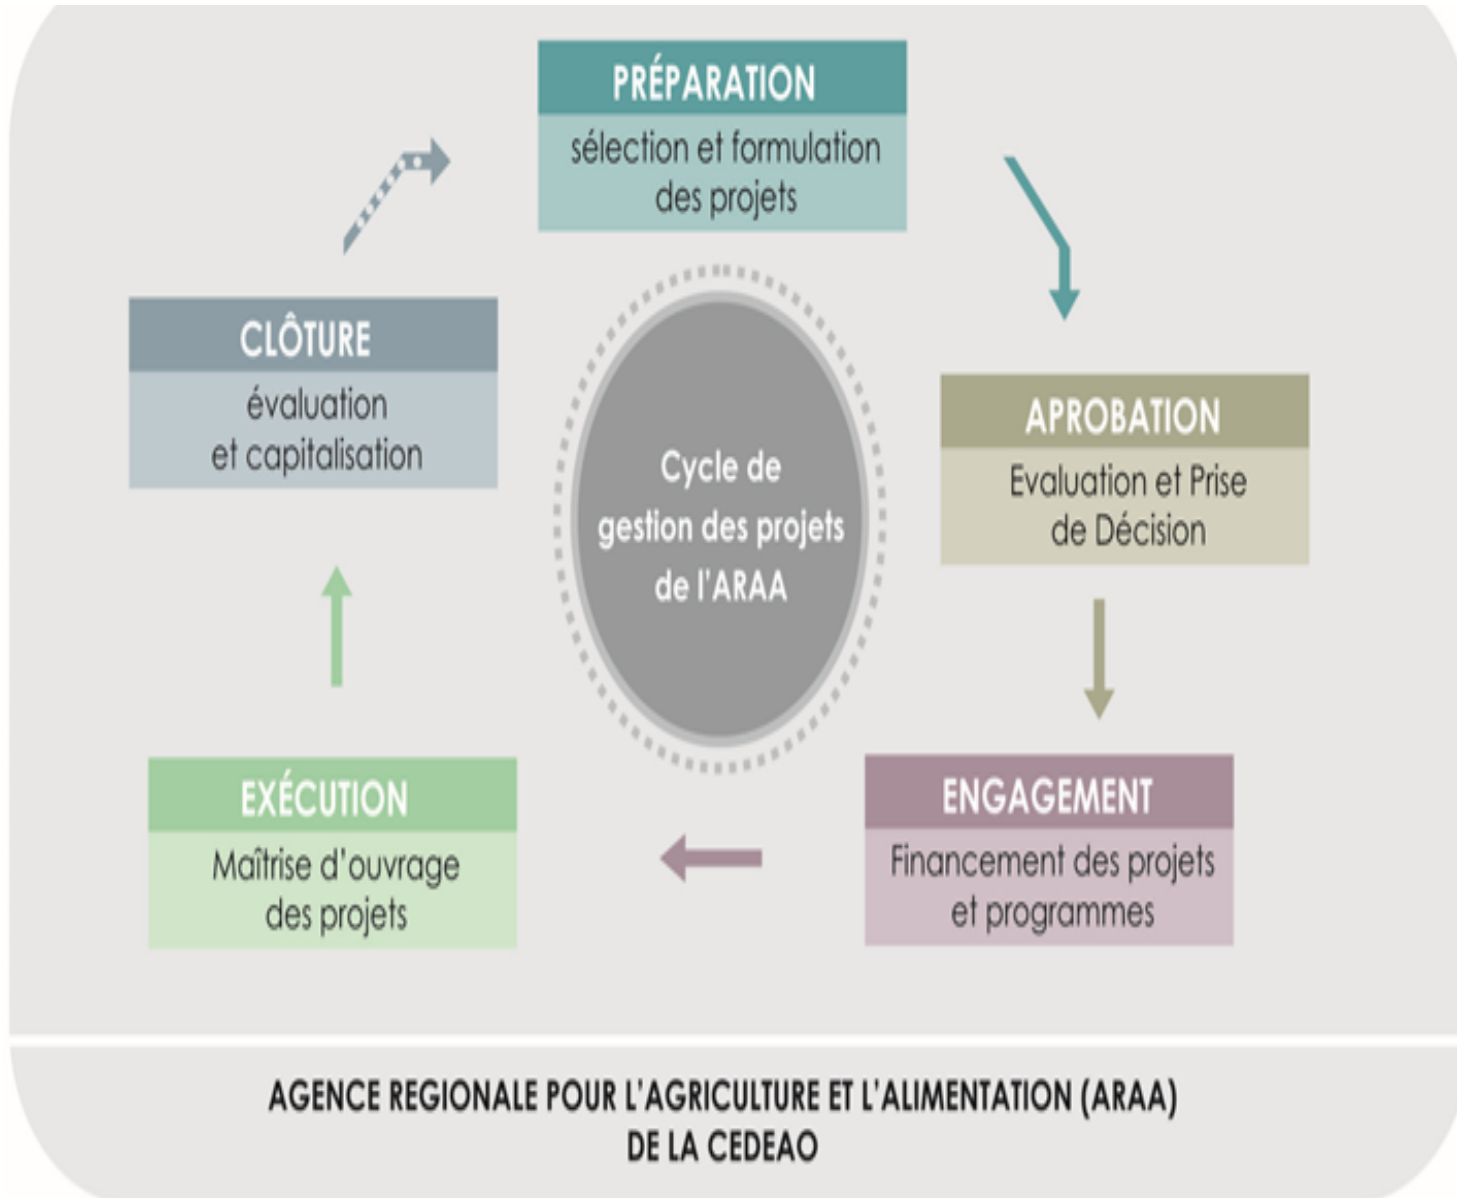 PRÉPARATION
sélection et formulation
des projets
CLÔTURE
évaluation
et capitalisation
APROBATION
Evaluation et Prise
de Décision
Cycle de
gestion des projets
de l'ARAA
EXÉCUTION
Maîtrise d'ouvrage
des projets
ENGAGEMENT
Financement des projets
et programmes
AGENCE REGIONALE POUR L'AGRICULTURE ET L'ALIMENTATION (ARAA)
DE LA CEDEAO